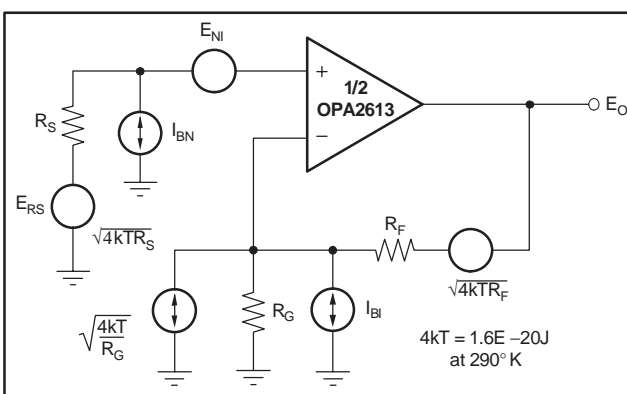 E_NI
1/2
OPA2613
+
−
E_O
R_S
I_BN
E_RS
√4kTR_S
R_F
√4kTR_F
√4kT/R_G
R_G
I_BI
4kT = 1.6E −20J
at 290° K